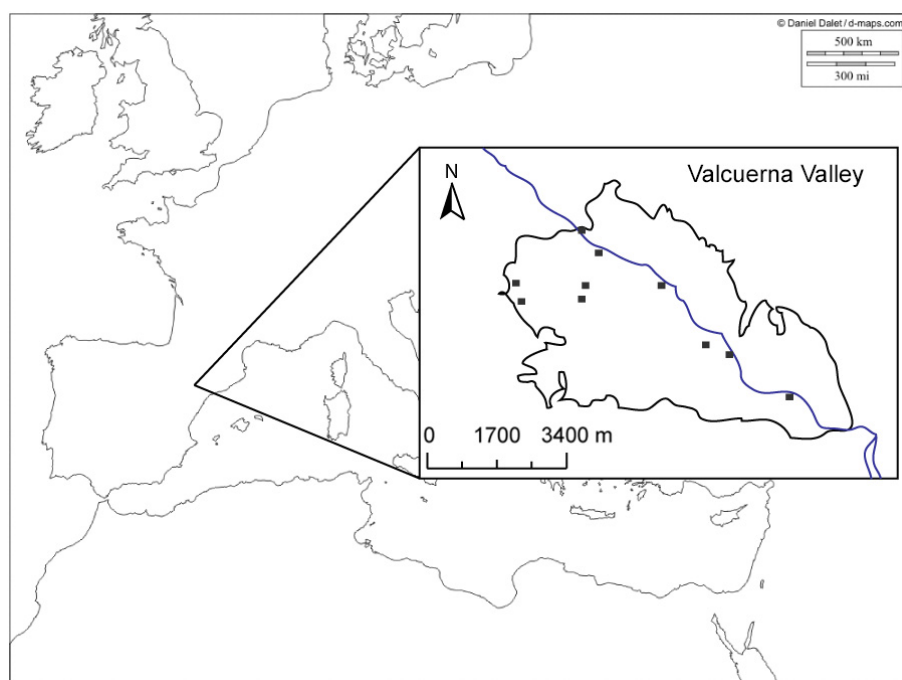 © Daniel Dalet / d-maps.com
500 km
300 mi
Valcuerna Valley
N
0 1700 3400 m